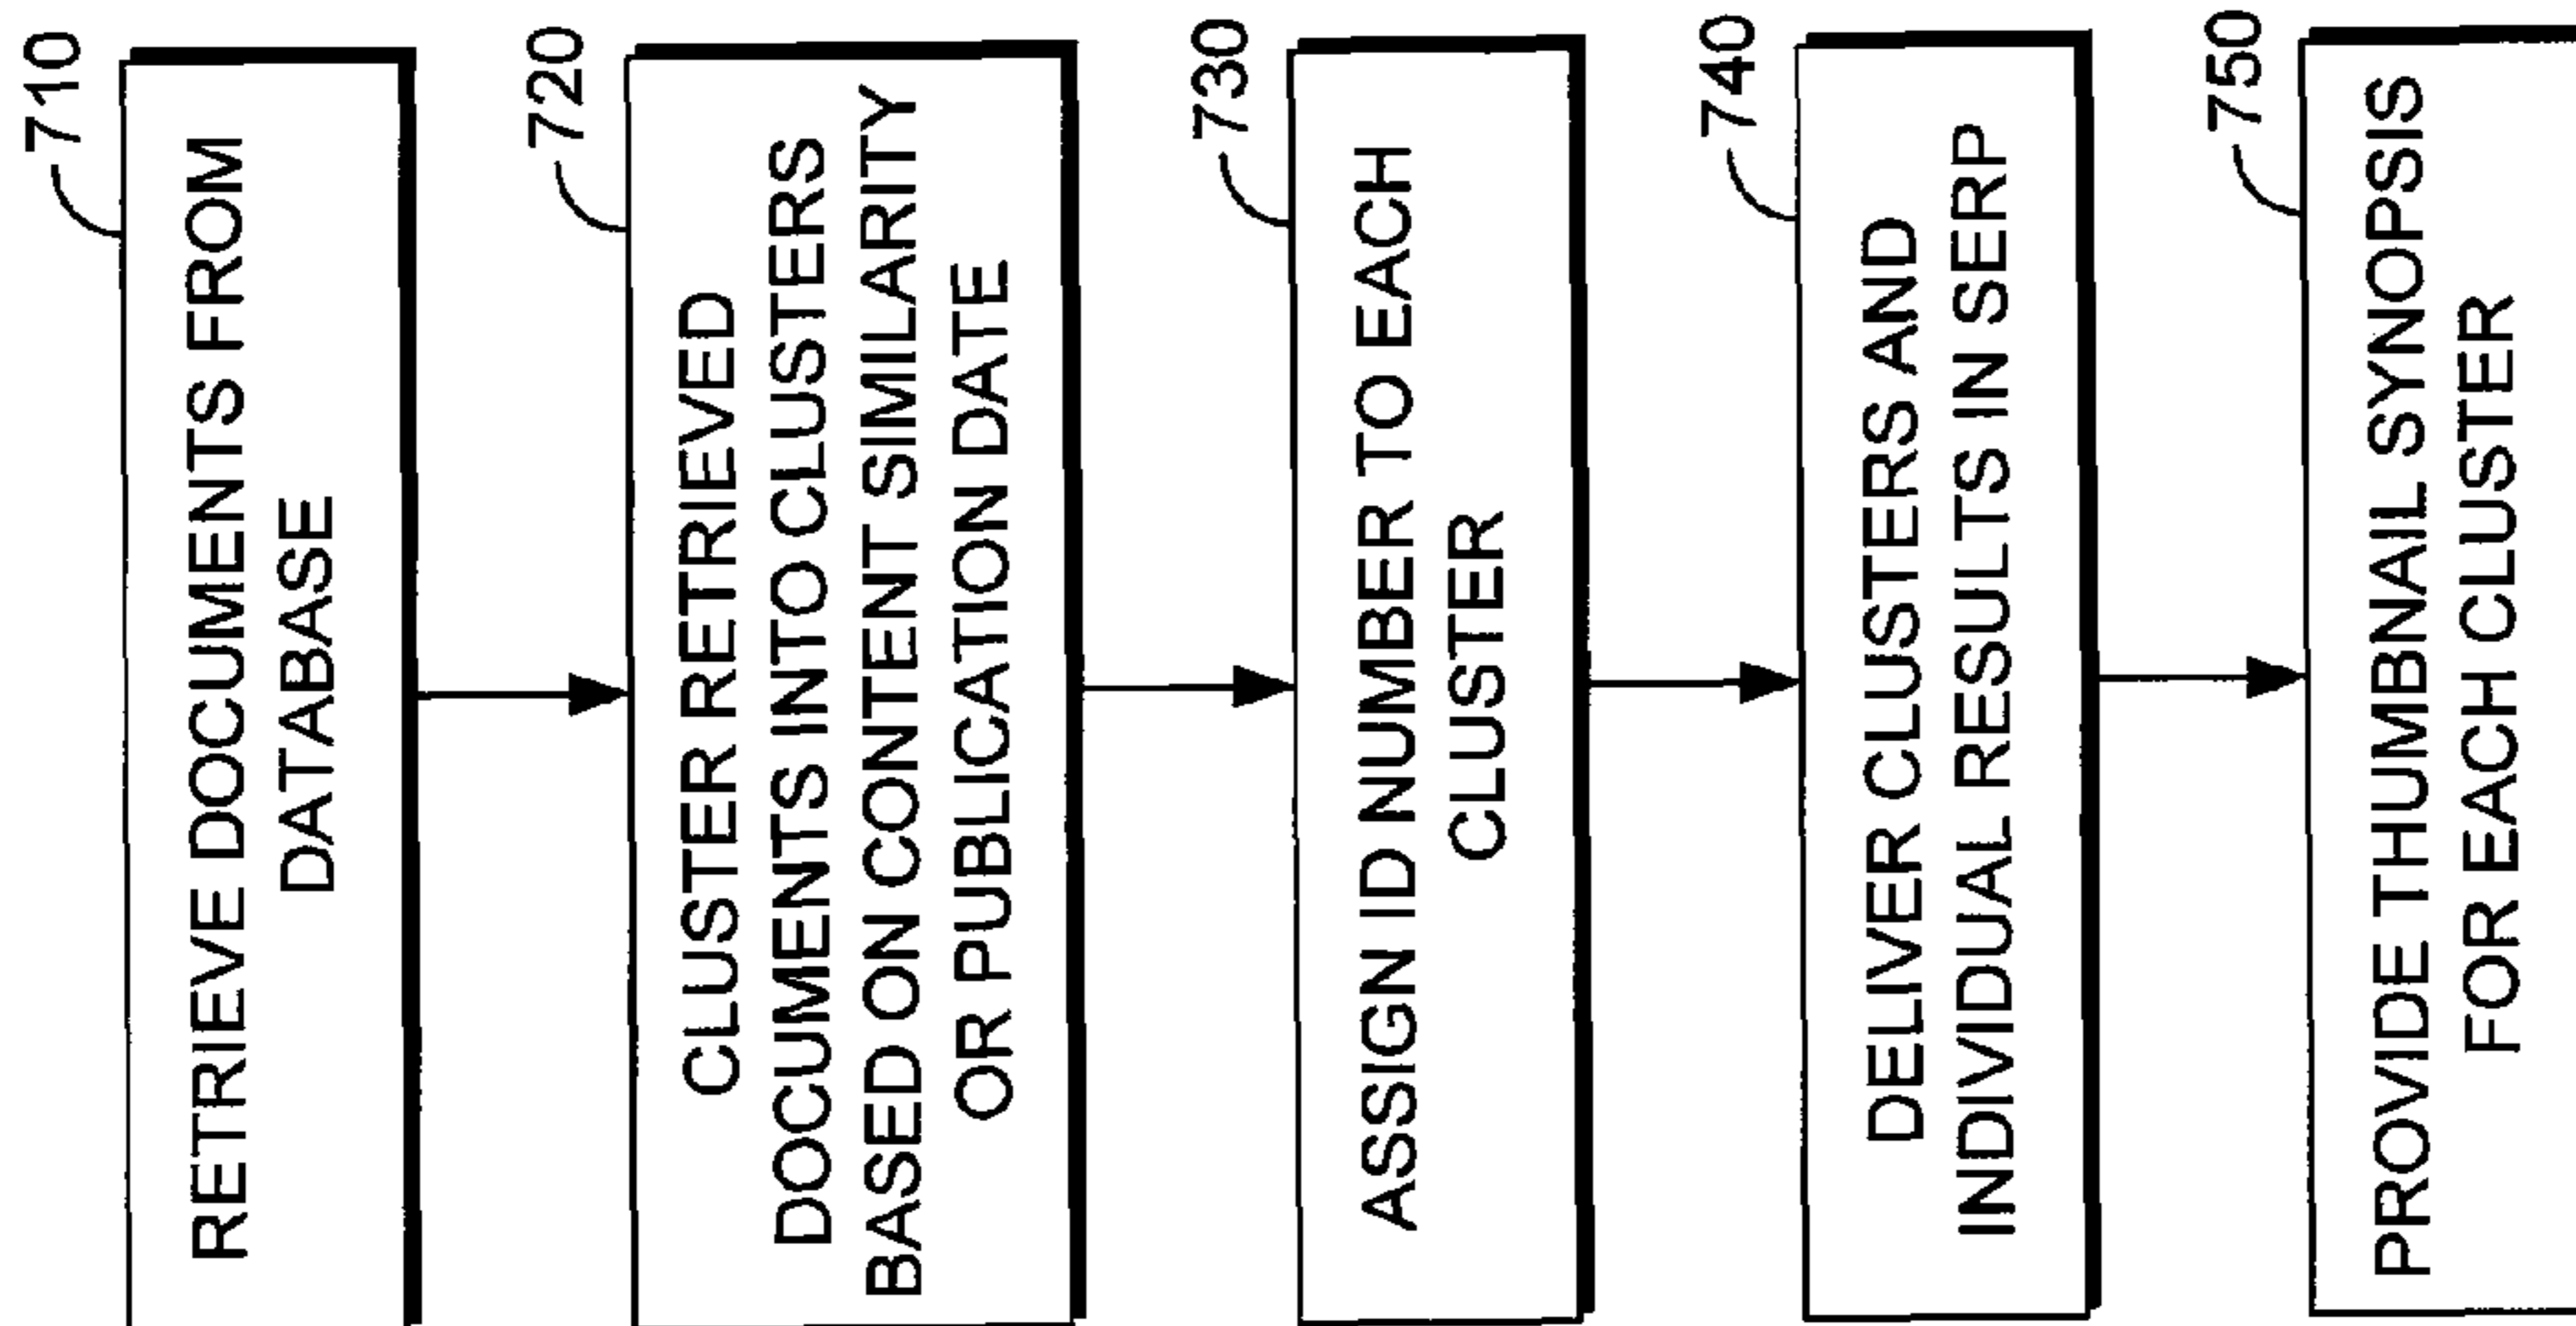 710
RETRIEVE DOCUMENTS FROM
DATABASE
720
CLUSTER RETRIEVED
DOCUMENTS INTO CLUSTERS
BASED ON CONTENT SIMILARITY
OR PUBLICATION DATE
730
ASSIGN ID NUMBER TO EACH
CLUSTER
740
DELIVER CLUSTERS AND
INDIVIDUAL RESULTS IN SERP
750
PROVIDE THUMBNAIL SYNOPSIS
FOR EACH CLUSTER